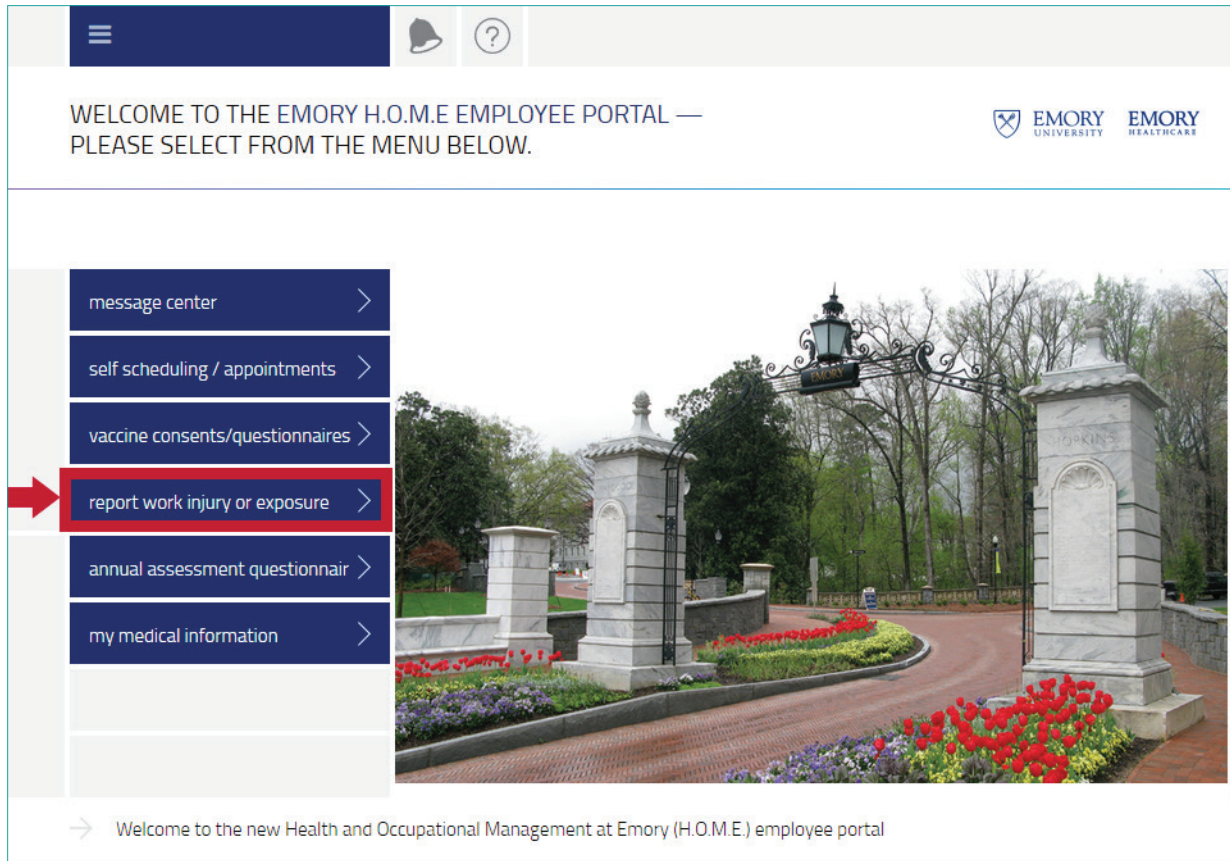 WELCOME TO THE EMORY H.O.M.E EMPLOYEE PORTAL —
PLEASE SELECT FROM THE MENU BELOW.
EMORY
UNIVERSITY
EMORY
HEALTHCARE
message center
self scheduling / appointments
vaccine consents/questionnaires
report work injury or exposure
annual assessment questionnair
my medical information
EMORY
HOPKINS
Welcome to the new Health and Occupational Management at Emory (H.O.M.E.) employee portal